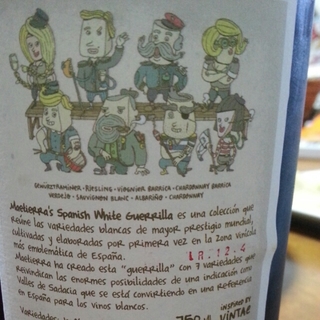 GEWÜRZTRAMINER - RIESLING - VIOGNIER BARRICA - CHARDONNAY BARRICA
VERDEJO - SAUVIGNON BLANC - ALBARIÑO - CHARDONNAY
Maetierra's Spanish White Guerrilla es una colección que
reúne las variedades blancas de mayor prestigio mundial,
cultivadas y elaboradas por primera vez en la Zona Vinícola
más emblemática de España.
LR.12-4
Maetierra ha creado esta "guerrilla" con 7 variedades que
reivindican las enormes posibilidades de una indicación como
Valles de Sadacia que se está convirtiendo en una referencia
en España para los vinos blancos.
INSPIRED BY
VINTAE
Variedades: